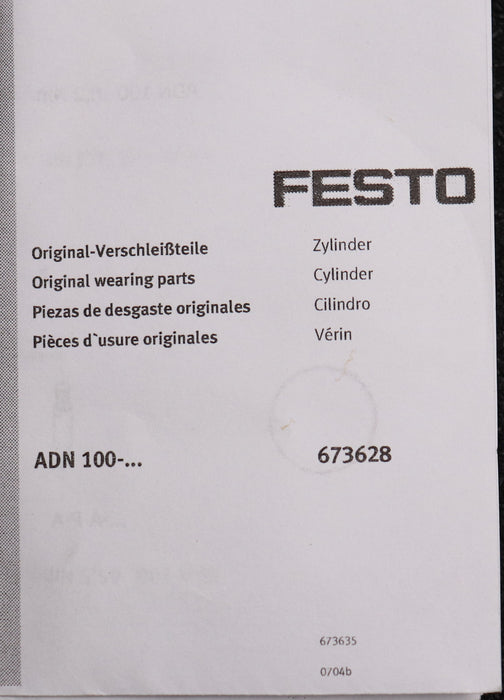 FESTO
Original-Verschleißteile Zylinder
Original wearing parts Cylinder
Piezas de desgaste originales Cilindro
Pièces d`usure originales Vérin
ADN 100-... 673628
673635
0704b